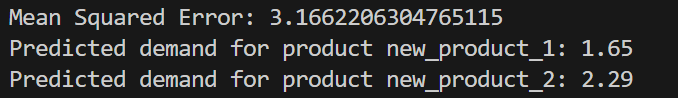 Mean Squared Error: 3.1662206304765115
Predicted demand for product new_product_1: 1.65
Predicted demand for product new_product_2: 2.29